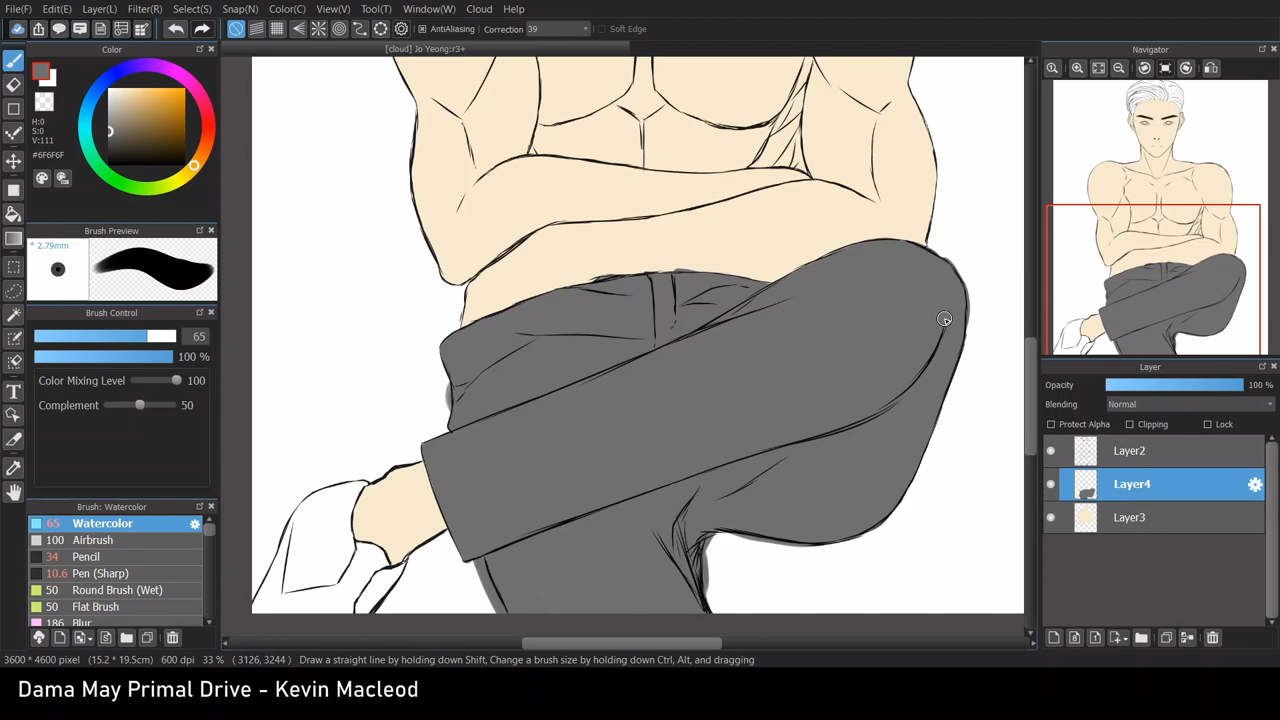 File(F) Edit(E) Layer(L) Filter(R) Select(S) Snap(N) Color(C) View(V) Tool(T) Window(W) Cloud Help
AntiAliasing Correction 39 Soft Edge
[cloud] Jo Yeong:r3+
Color
H:0
S:0
V:111
#6F6F6F
Brush Preview
* 2.79mm
Brush Control
65
100 %
Color Mixing Level 100
Complement 50
Brush: Watercolor
65 Watercolor
100 Airbrush
34 Pencil
10.6 Pen (Sharp)
50 Round Brush (Wet)
50 Flat Brush
186 Blur
Navigator
Layer
Opacity 100 %
Blending Normal
Protect Alpha Clipping Lock
Layer2
Layer4
Layer3
3600 * 4600 pixel (15.2 * 19.5cm) 600 dpi 33 % ( 3126, 3244 ) Draw a straight line by holding down Shift, Change a brush size by holding down Ctrl, Alt, and dragging
Dama May Primal Drive - Kevin Macleod